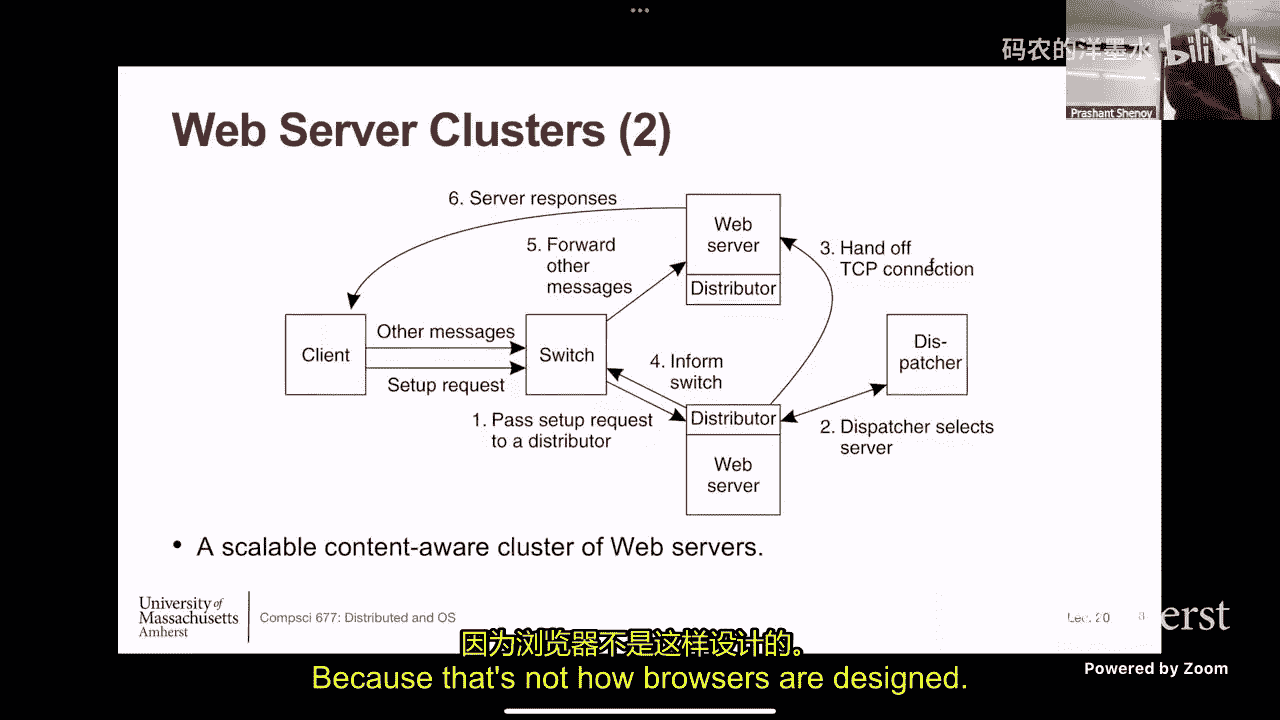 码农的洋墨水 bilibili
Prashant Shenoy
Web Server Clusters (2)
6. Server responses
Web
server
Distributor
5. Forward
other
messages
3. Hand off
TCP connection
Client
Other messages
Setup request
Switch
4. Inform
switch
Dis-
patcher
1. Pass setup request
to a distributor
Distributor
Web
server
2. Dispatcher selects
server
• A scalable content-aware cluster of Web servers.
University of
Massachusetts
Amherst
Compsci 677: Distributed and OS
Lec. 20
erst
因为浏览器不是这样设计的。
Because that's not how browsers are designed.
Powered by Zoom